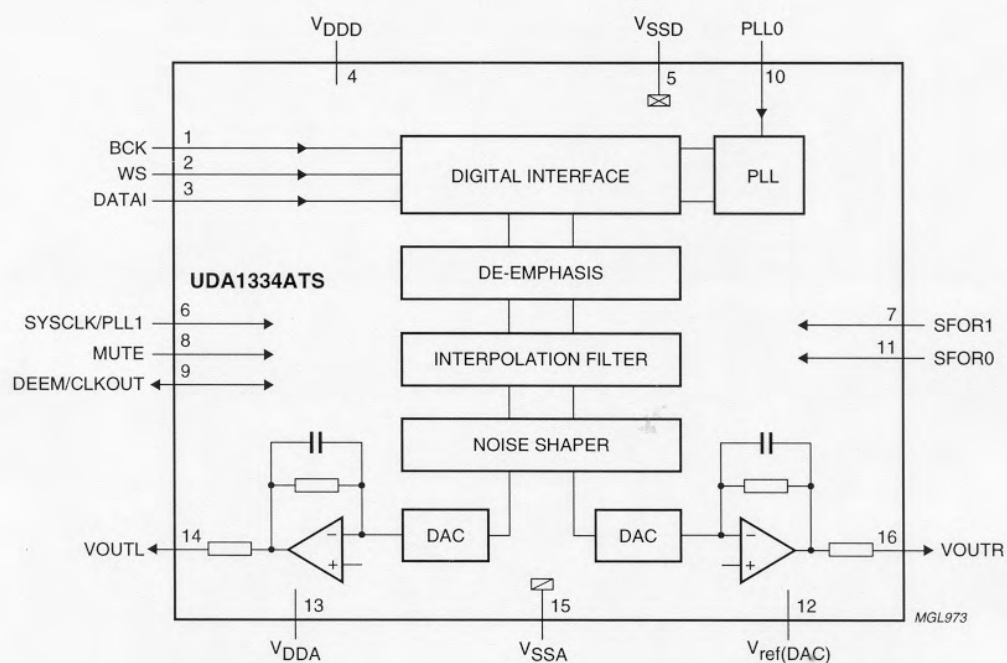 VDDD VSSD PLL0
4 5 10
BCK 1
WS 2
DATAI 3
DIGITAL INTERFACE PLL
DE-EMPHASIS
UDA1334ATS
SYSCLK/PLL1 6
7 SFOR1
MUTE 8
INTERPOLATION FILTER
11 SFOR0
DEEM/CLKOUT 9
NOISE SHAPER
DAC DAC
VOUTL 14
16 VOUTR
− +
− +
13 15 12
MGL973
VDDA VSSA Vref(DAC)